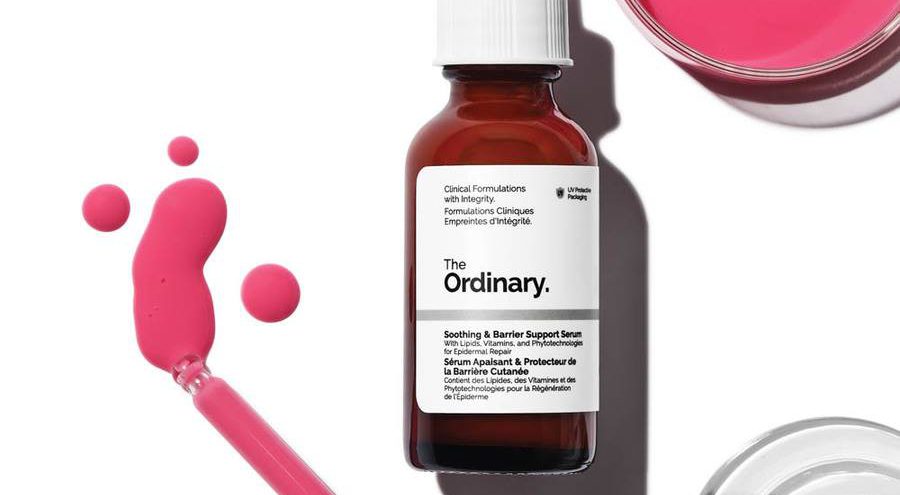 Clinical Formulations
with Integrity.
Formulations Cliniques
Empreintes d'Intégrité.
UV Protective
Packaging
The
Ordinary.
Soothing & Barrier Support Serum
With Lipids, Vitamins, and Phytotechnologies
for Epidermal Repair
Sérum Apaisant & Protecteur de
la Barrière Cutanée
Contient des Lipides, des Vitamines et des
Phytotechnologies pour la Régénération
de l'Épiderme